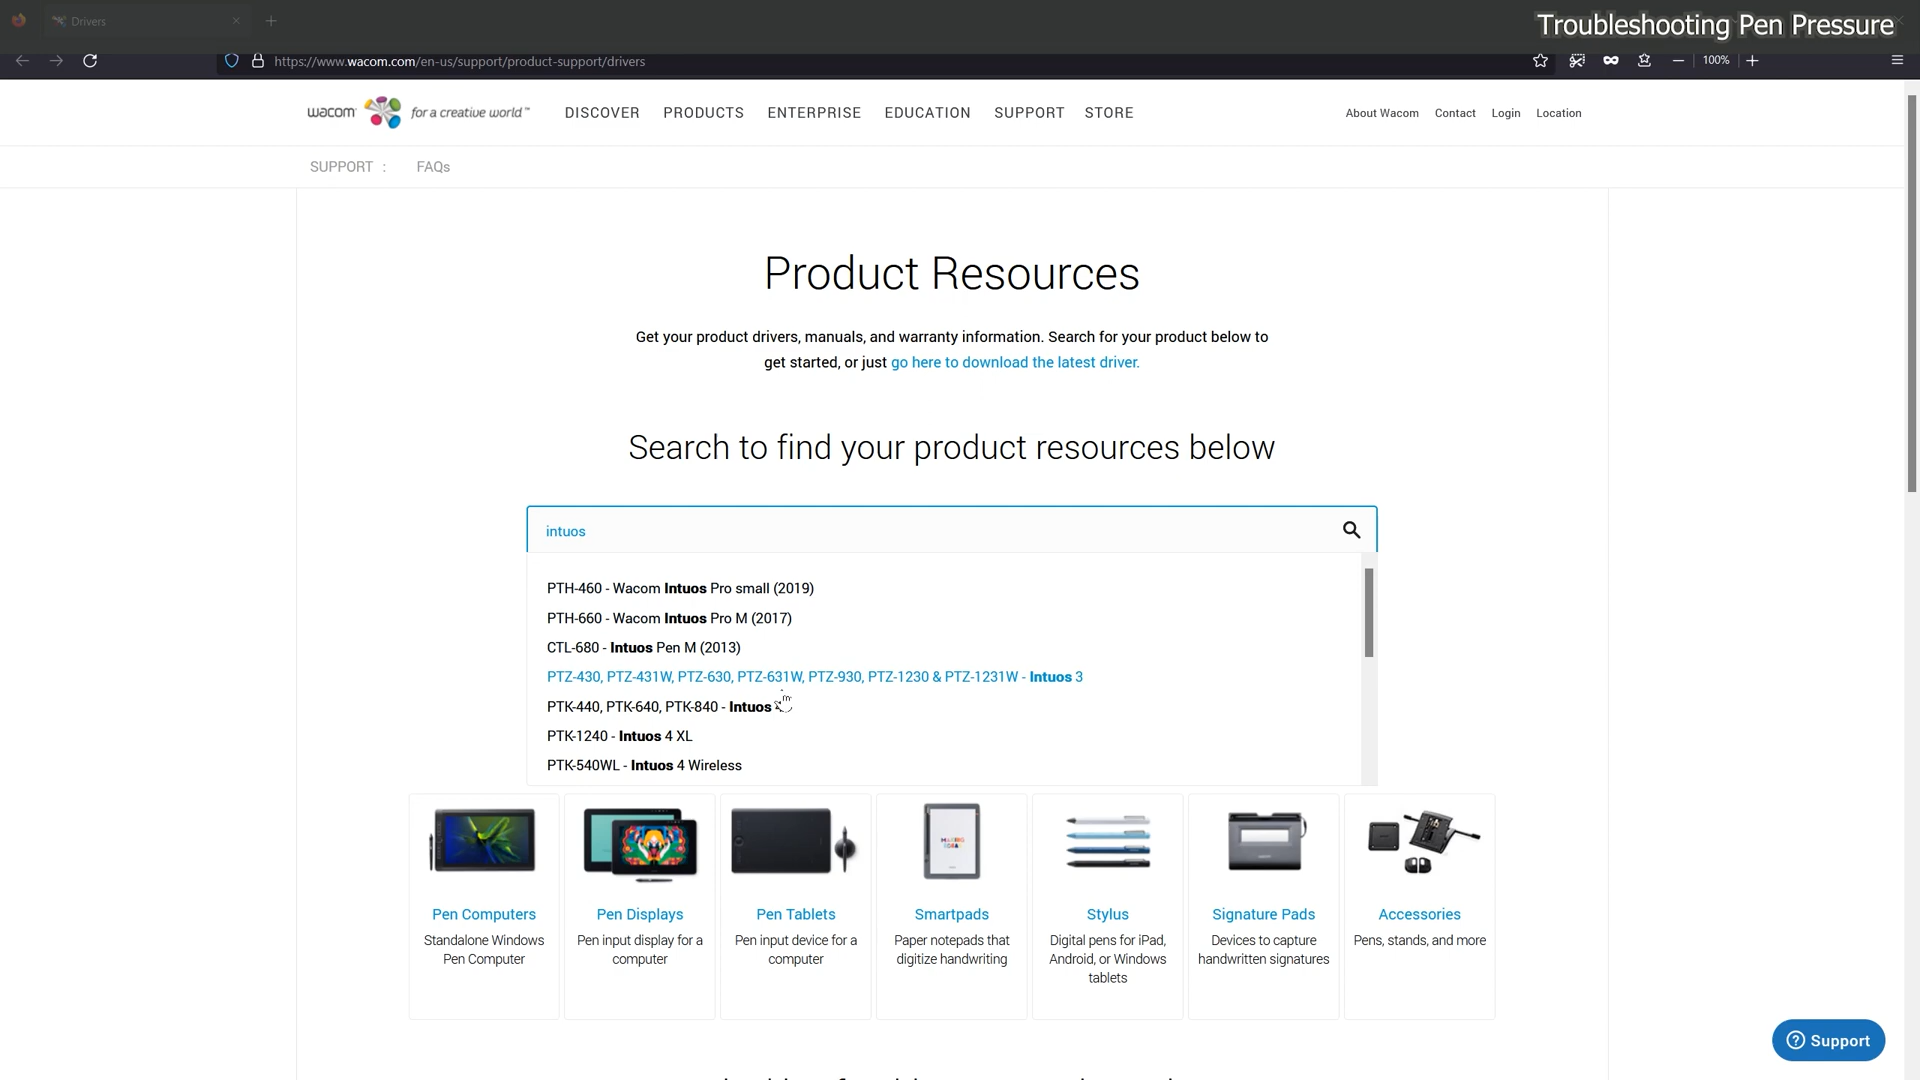 Drivers
Troubleshooting Pen Pressure
https://www.wacom.com/en-us/support/product-support/drivers
100%
wacom for a creative world™
DISCOVER PRODUCTS ENTERPRISE EDUCATION SUPPORT STORE
About Wacom Contact Login Location
SUPPORT : FAQs
Product Resources
Get your product drivers, manuals, and warranty information. Search for your product below to
get started, or just go here to download the latest driver.
Search to find your product resources below
intuos
PTH-460 - Wacom Intuos Pro small (2019)
PTH-660 - Wacom Intuos Pro M (2017)
CTL-680 - Intuos Pen M (2013)
PTZ-430, PTZ-431W, PTZ-630, PTZ-631W, PTZ-930, PTZ-1230 & PTZ-1231W - Intuos 3
PTK-440, PTK-640, PTK-840 - Intuos
PTK-1240 - Intuos 4 XL
PTK-540WL - Intuos 4 Wireless
Pen Computers
Standalone Windows
Pen Computer
Pen Displays
Pen input display for a
computer
Pen Tablets
Pen input device for a
computer
Smartpads
Paper notepads that
digitize handwriting
Stylus
Digital pens for iPad,
Android, or Windows
tablets
Signature Pads
Devices to capture
handwritten signatures
Accessories
Pens, stands, and more
Support